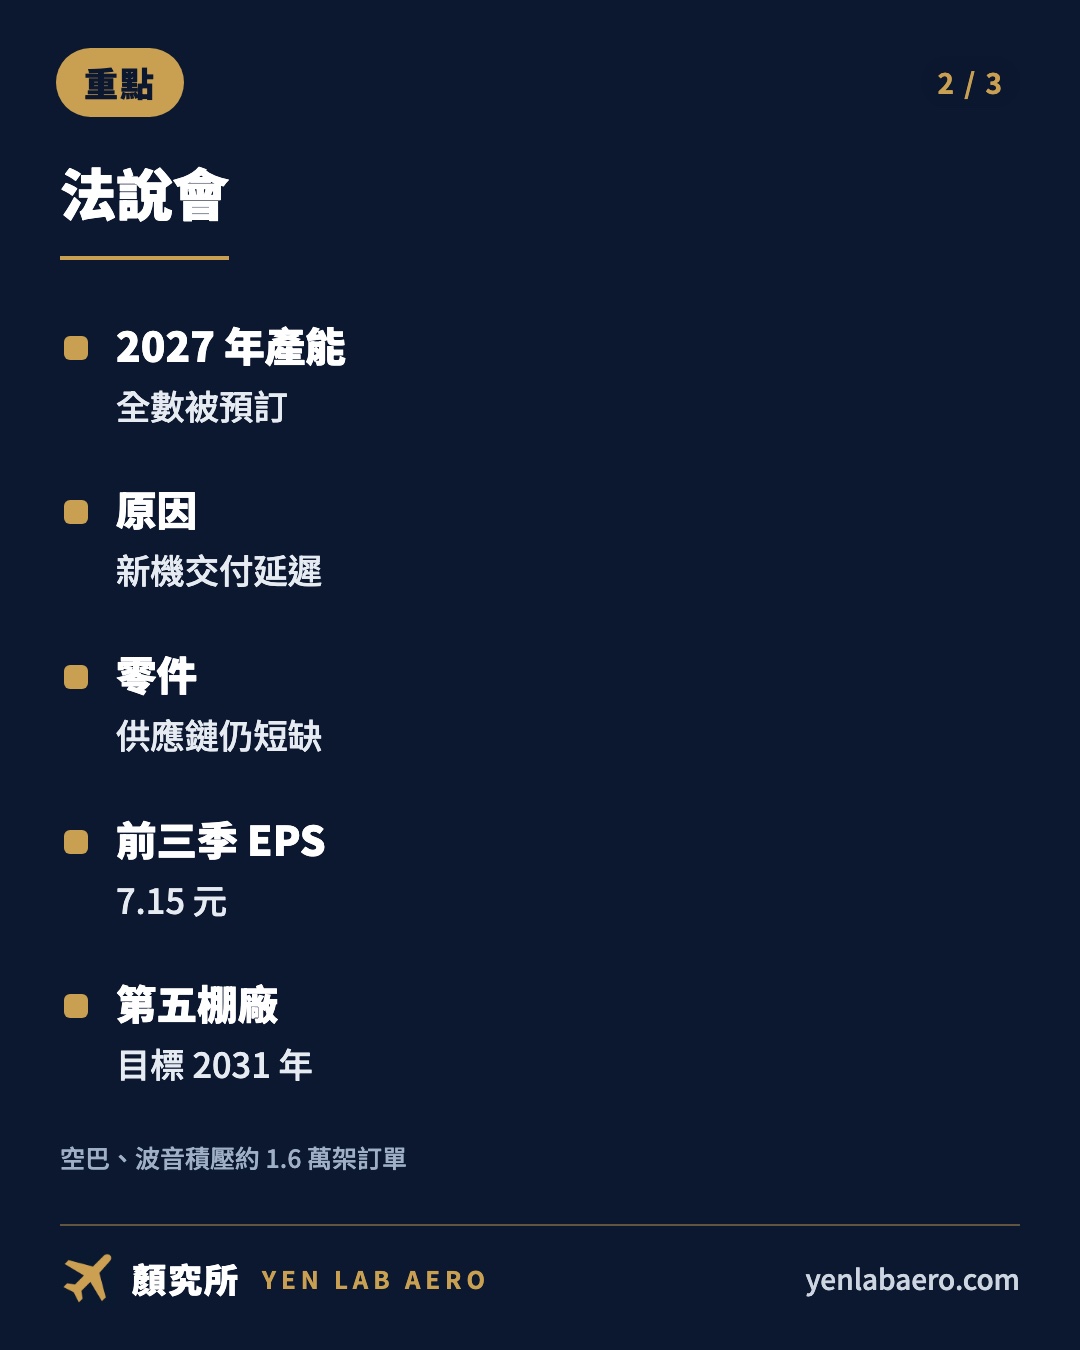 重點
2 / 3
法說會
2027 年產能
全數被預訂
原因
新機交付延遲
零件
供應鏈仍短缺
前三季 EPS
7.15 元
第五棚廠
目標 2031 年
空巴、波音積壓約 1.6 萬架訂單
顏究所 YEN LAB AERO
yenlabaero.com